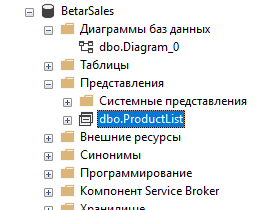 BetarSales
Диаграммы баз данных
dbo.Diagram_0
Таблицы
Представления
Системные представления
dbo.ProductList
Внешние ресурсы
Синонимы
Программирование
Компонент Service Broker
Хранилище